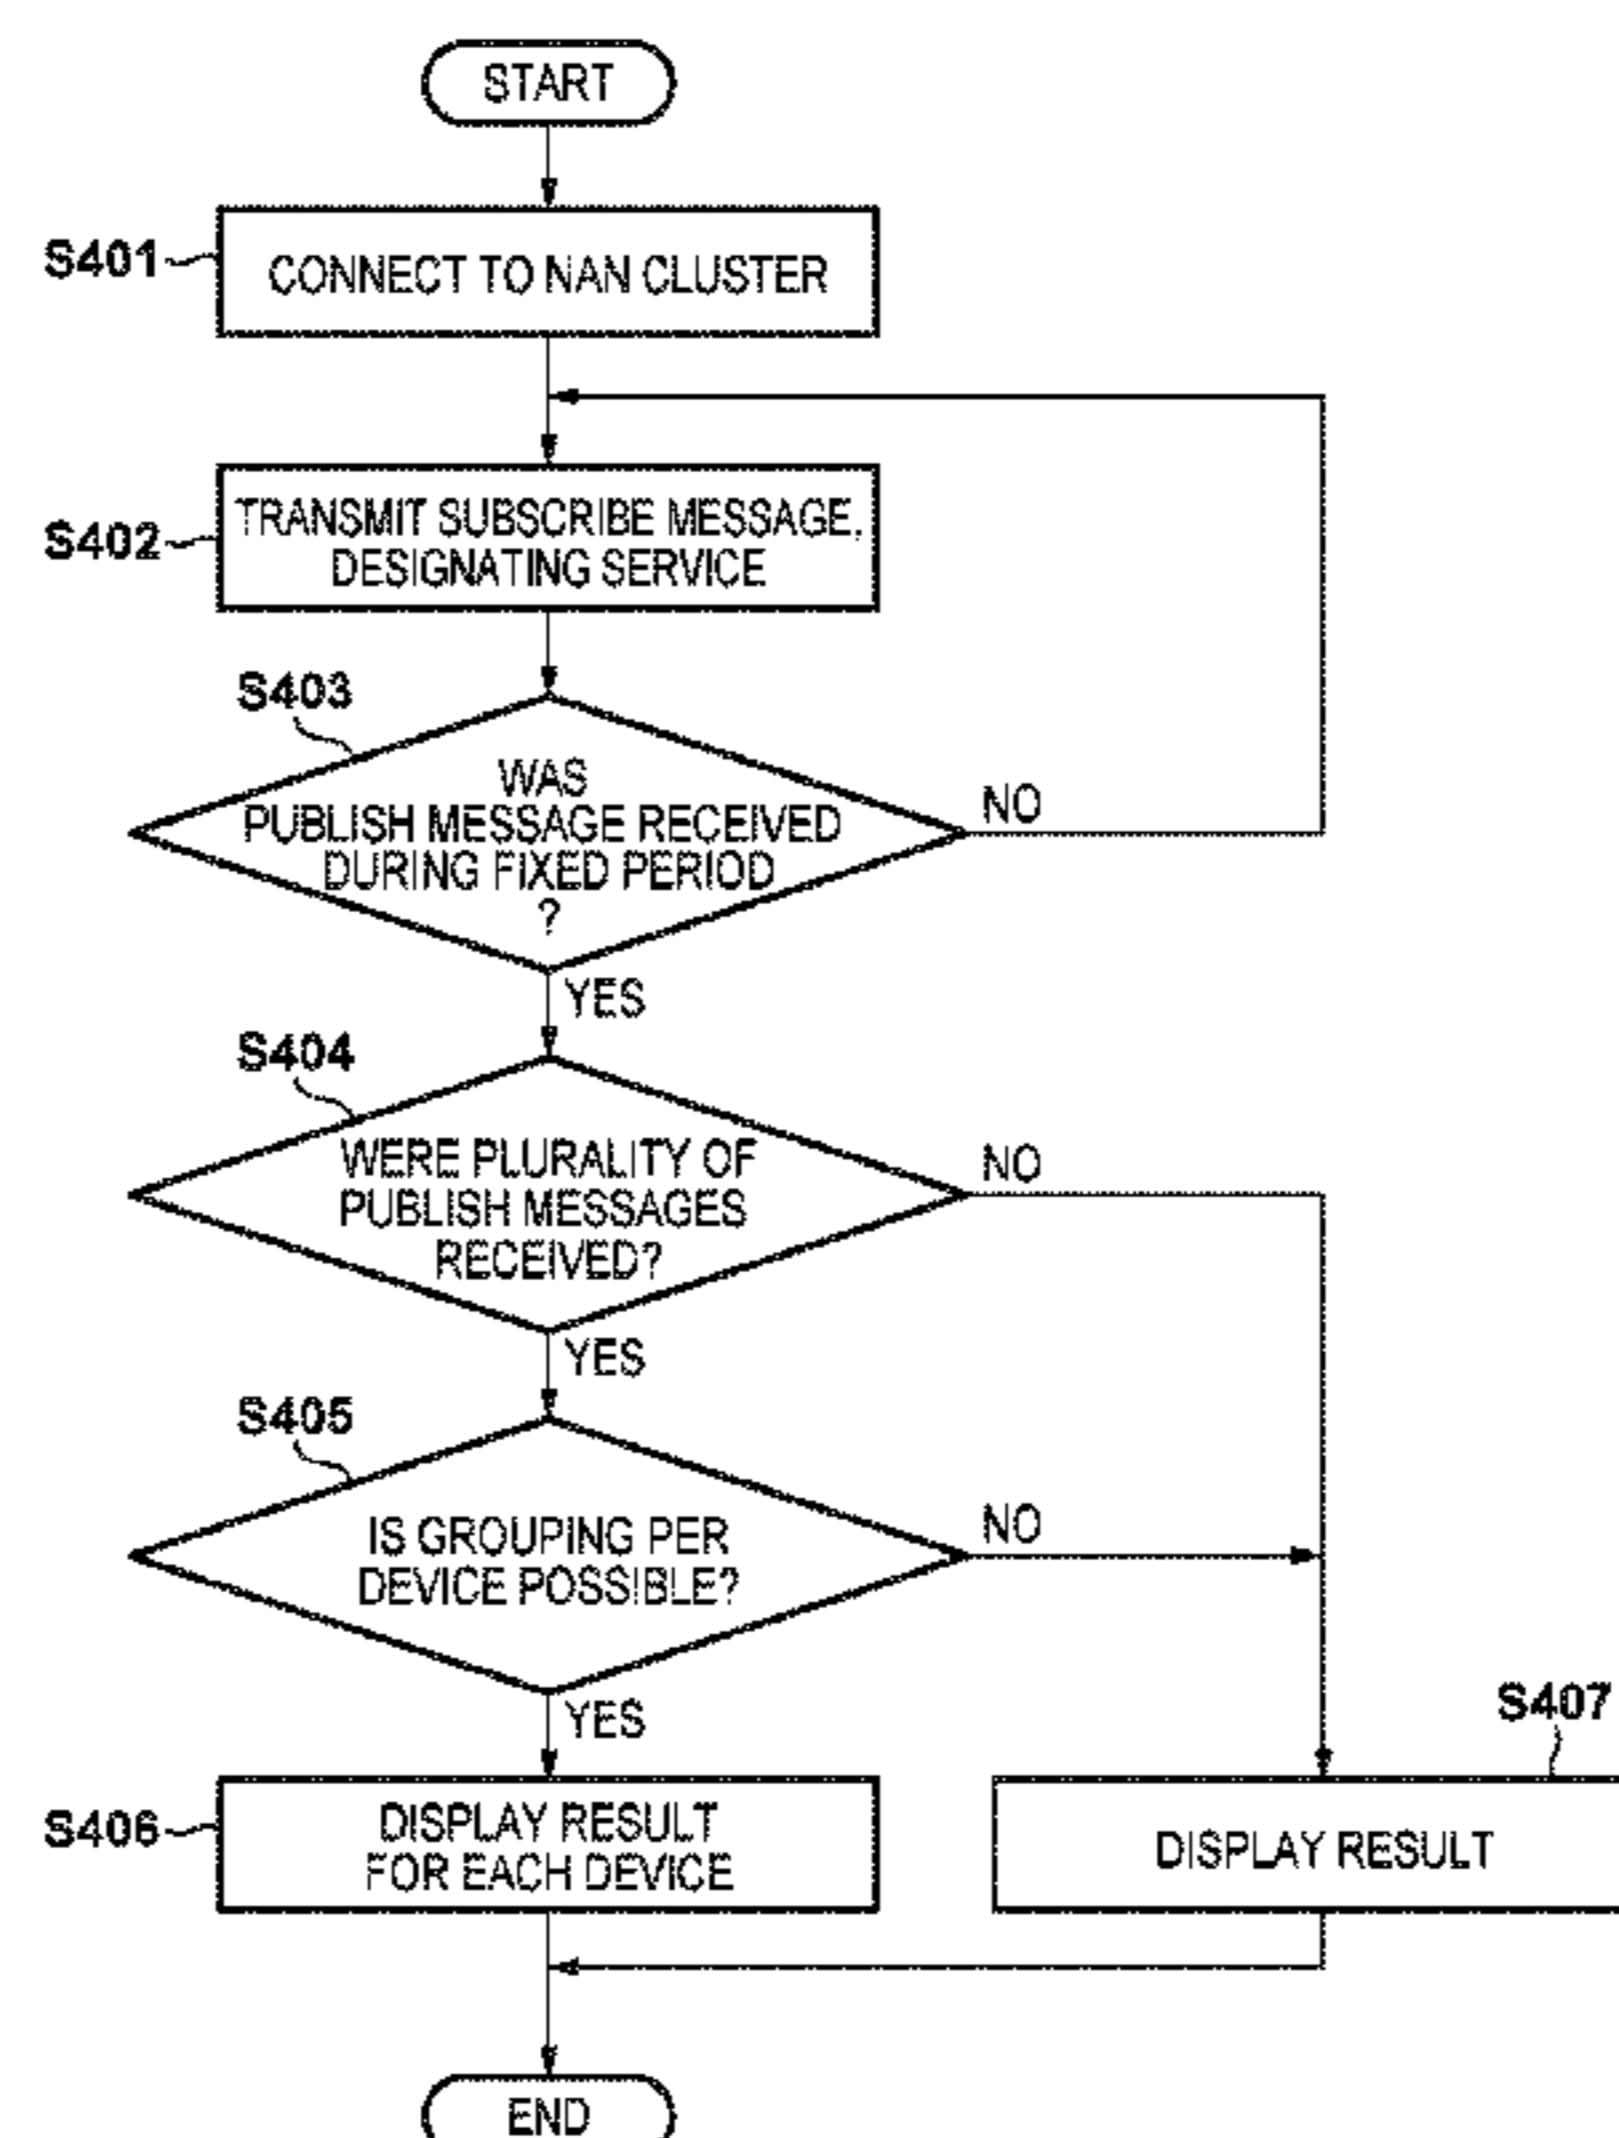 START
S401
CONNECT TO NAN CLUSTER
S402
TRANSMIT SUBSCRIBE MESSAGE,
DESIGNATING SERVICE
S403
WAS
PUBLISH MESSAGE RECEIVED
DURING FIXED PERIOD
?
NO
YES
S404
WERE PLURALITY OF
PUBLISH MESSAGES
RECEIVED?
NO
YES
S405
IS GROUPING PER
DEVICE POSSIBLE?
NO
YES
S406
DISPLAY RESULT
FOR EACH DEVICE
S407
DISPLAY RESULT
END